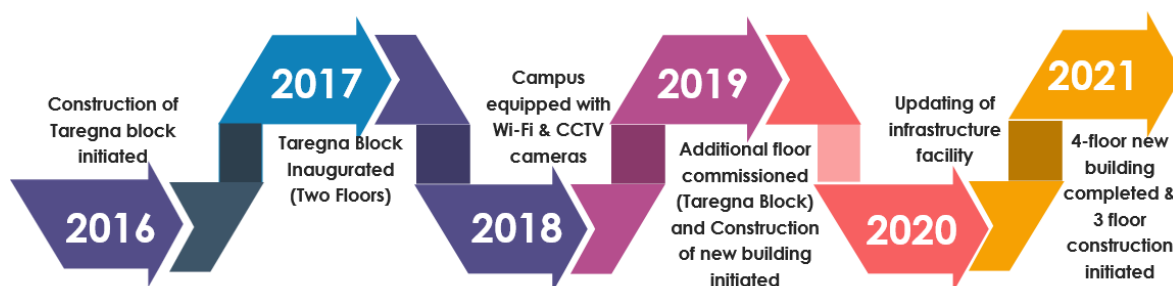 Construction of
Taregna block
initiated
2016
2017
Taregna Block
Inaugurated
(Two Floors)
Campus
equipped with
Wi-Fi & CCTV
cameras
2018
2019
Additional floor
commissioned
(Taregna Block)
and Construction
of new building
initiated
Updating of
infrastructure
facility
2020
2021
4-floor new
building
completed &
3 floor
construction
initiated